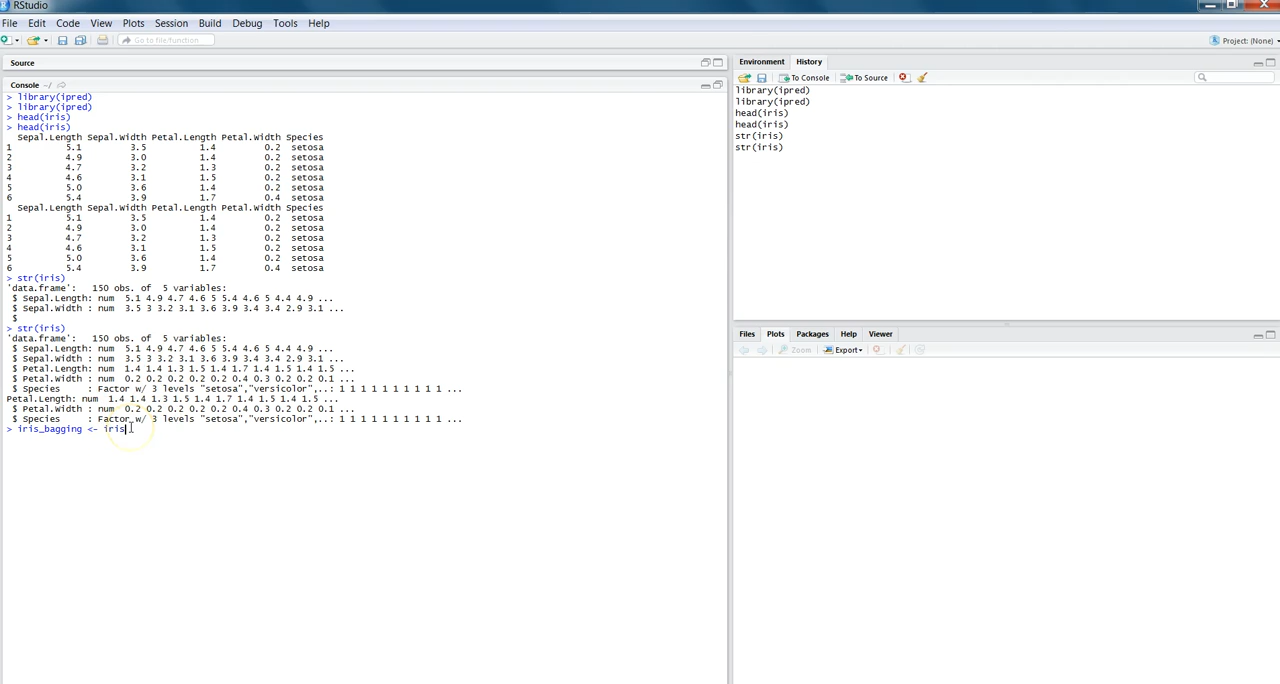 RStudio
File Edit Code View Plots Session Build Debug Tools Help
Go to file/function
Project: (None)
Source
Console ~/
> library(ipred)
> library(ipred)
> head(iris)
> head(iris)
  Sepal.Length Sepal.Width Petal.Length Petal.Width Species
1 5.1 3.5 1.4 0.2 setosa
2 4.9 3.0 1.4 0.2 setosa
3 4.7 3.2 1.3 0.2 setosa
4 4.6 3.1 1.5 0.2 setosa
5 5.0 3.6 1.4 0.2 setosa
6 5.4 3.9 1.7 0.4 setosa
  Sepal.Length Sepal.Width Petal.Length Petal.Width Species
1 5.1 3.5 1.4 0.2 setosa
2 4.9 3.0 1.4 0.2 setosa
3 4.7 3.2 1.3 0.2 setosa
4 4.6 3.1 1.5 0.2 setosa
5 5.0 3.6 1.4 0.2 setosa
6 5.4 3.9 1.7 0.4 setosa
> str(iris)
'data.frame': 150 obs. of 5 variables:
 $ Sepal.Length: num 5.1 4.9 4.7 4.6 5 5.4 4.6 5 4.4 4.9 ...
 $ Sepal.Width : num 3.5 3 3.2 3.1 3.6 3.9 3.4 3.4 2.9 3.1 ...
 $
> str(iris)
'data.frame': 150 obs. of 5 variables:
 $ Sepal.Length: num 5.1 4.9 4.7 4.6 5 5.4 4.6 5 4.4 4.9 ...
 $ Sepal.Width : num 3.5 3 3.2 3.1 3.6 3.9 3.4 3.4 2.9 3.1 ...
 $ Petal.Length: num 1.4 1.4 1.3 1.5 1.4 1.7 1.4 1.5 1.4 1.5 ...
 $ Petal.Width : num 0.2 0.2 0.2 0.2 0.2 0.4 0.3 0.2 0.2 0.1 ...
 $ Species : Factor w/ 3 levels "setosa","versicolor",..: 1 1 1 1 1 1 1 1 1 1 ...
Petal.Length: num 1.4 1.4 1.3 1.5 1.4 1.7 1.4 1.5 1.4 1.5 ...
 $ Petal.Width : num 0.2 0.2 0.2 0.2 0.2 0.4 0.3 0.2 0.2 0.1 ...
 $ Species : Factor w/ 3 levels "setosa","versicolor",..: 1 1 1 1 1 1 1 1 1 1 ...
> iris_bagging <- iris
Environment History
To Console To Source
library(ipred)
library(ipred)
head(iris)
head(iris)
str(iris)
str(iris)
Files Plots Packages Help Viewer
Zoom Export